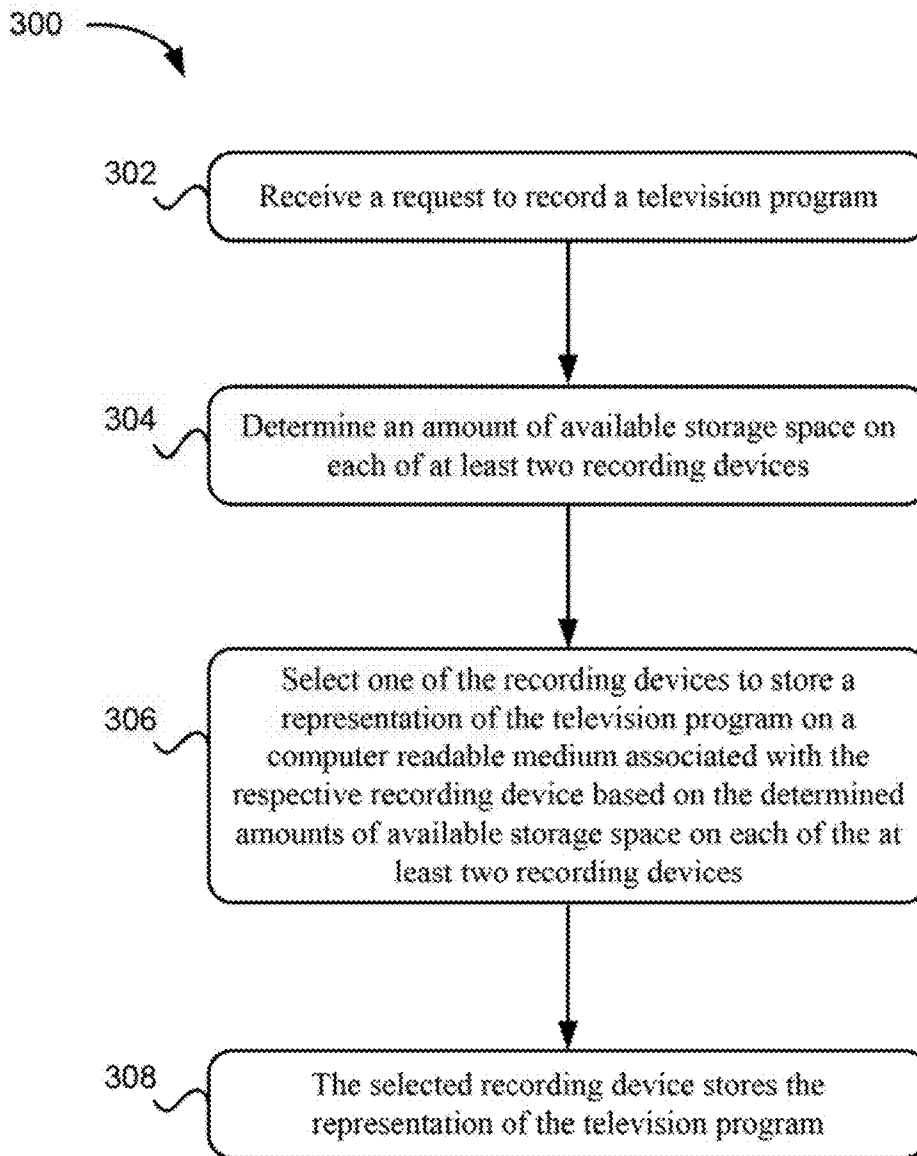 300
302
Receive a request to record a television program
304
Determine an amount of available storage space on
each of at least two recording devices
306
Select one of the recording devices to store a
representation of the television program on a
computer readable medium associated with the
respective recording device based on the determined
amounts of available storage space on each of the at
least two recording devices
308
The selected recording device stores the
representation of the television program